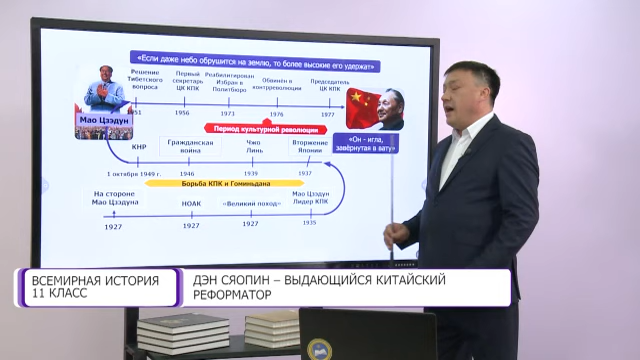 «Если даже небо обрушится на землю, то более высокие его удержат»
Решение Тибетского вопроса
Первый секретарь ЦК КПК
Реабилитирован Избран в Политбюро
Обвинён в контрреволюции
Председатель ЦК КПК
1951
1956
1973
1976
1977
Мао Цзэдун
Период культурной революции
«Он - игла, завёрнутая в вату»
КНР
Гражданская война
Чжо Линь
Вторжение Японии
1 октября 1949 г.
1946
1939
1937
Борьба КПК и Гоминьдана
На стороне Мао Цзэдуна
НОАК
«Великий поход»
Мао Цзэдун Лидер КПК
1927
1927
1927
1935
ВСЕМИРНАЯ ИСТОРИЯ
11 КЛАСС
ДЭН СЯОПИН – ВЫДАЮЩИЙСЯ КИТАЙСКИЙ
РЕФОРМАТОР